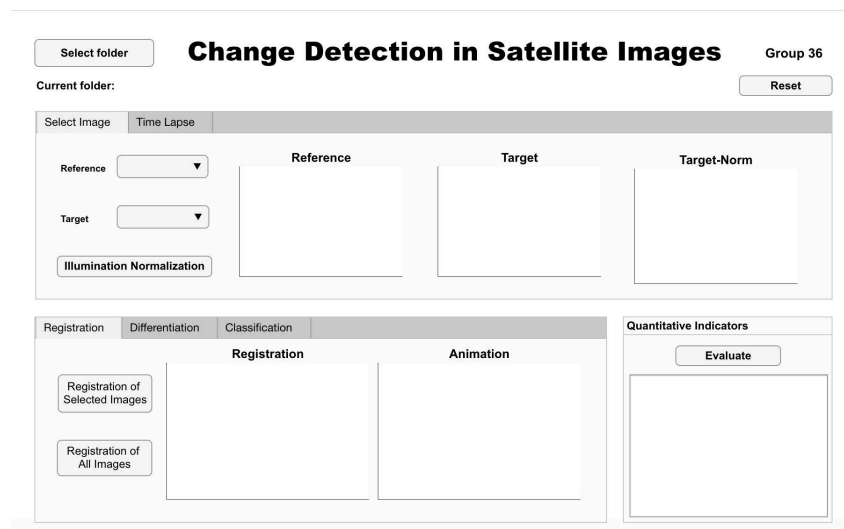 Select folder
Change Detection in Satellite Images
Group 36
Current folder:
Reset
Select Image
Time Lapse
Reference
Target
Illumination Normalization
Reference
Target
Target-Norm
Registration
Differentiation
Classification
Registration of
Selected Images
Registration of
All Images
Registration
Animation
Quantitative Indicators
Evaluate